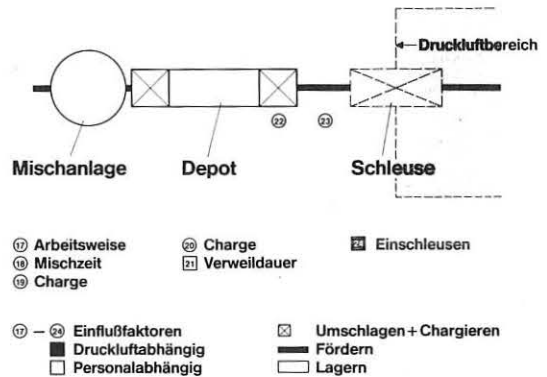 Druckluftbereich
22 23
Mischanlage Depot Schleuse
17 Arbeitsweise 20 Charge 24 Einschleusen
18 Mischzeit 21 Verweildauer
19 Charge
17 – 24 Einflußfaktoren Umschlagen + Chargieren
Druckluftabhängig Fördern
Personalabhängig Lagern